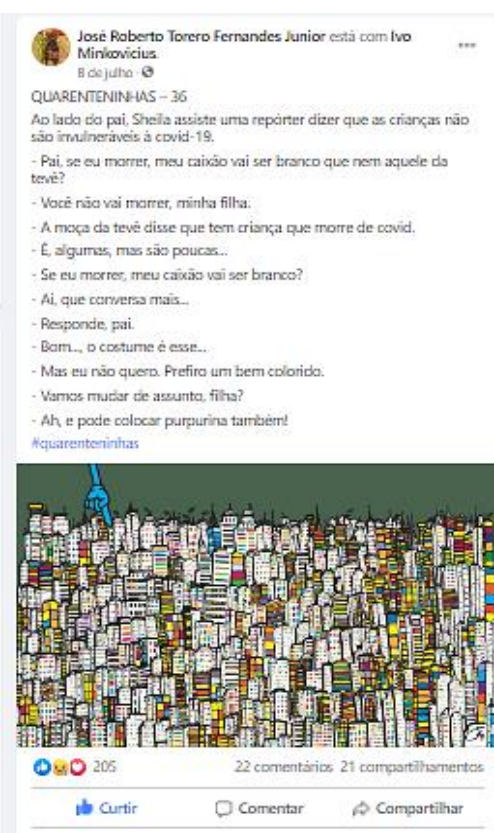 José Roberto Torero Fernandes Junior está com Ivo
Minkovicius.
8 de julho ·
QUARENTENINHAS – 36
Ao lado do pai, Sheila assiste uma repórter dizer que as crianças não
são invulneráveis à covid-19.
- Pai, se eu morrer, meu caixão vai ser branco que nem aquele da
tevê?
- Você não vai morrer, minha filha.
- A moça da tevê disse que tem criança que morre de covid.
- É, algumas, mas são poucas...
- Se eu morrer, meu caixão vai ser branco?
- Ai, que conversa mais...
- Responde, pai.
- Bom..., o costume é esse...
- Mas eu não quero. Prefiro um bem colorido.
- Vamos mudar de assunto, filha?
- Ah, e pode colocar purpurina também!
#quarenteninhas
205
22 comentários 21 compartilhamentos
Curtir
Comentar
Compartilhar